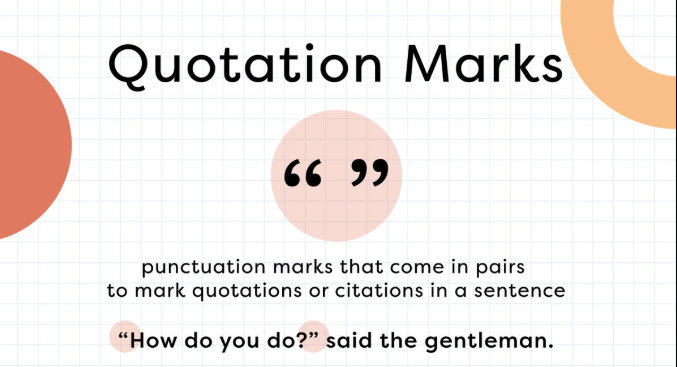 Quotation Marks
“ ”
punctuation marks that come in pairs
to mark quotations or citations in a sentence
“How do you do?” said the gentleman.